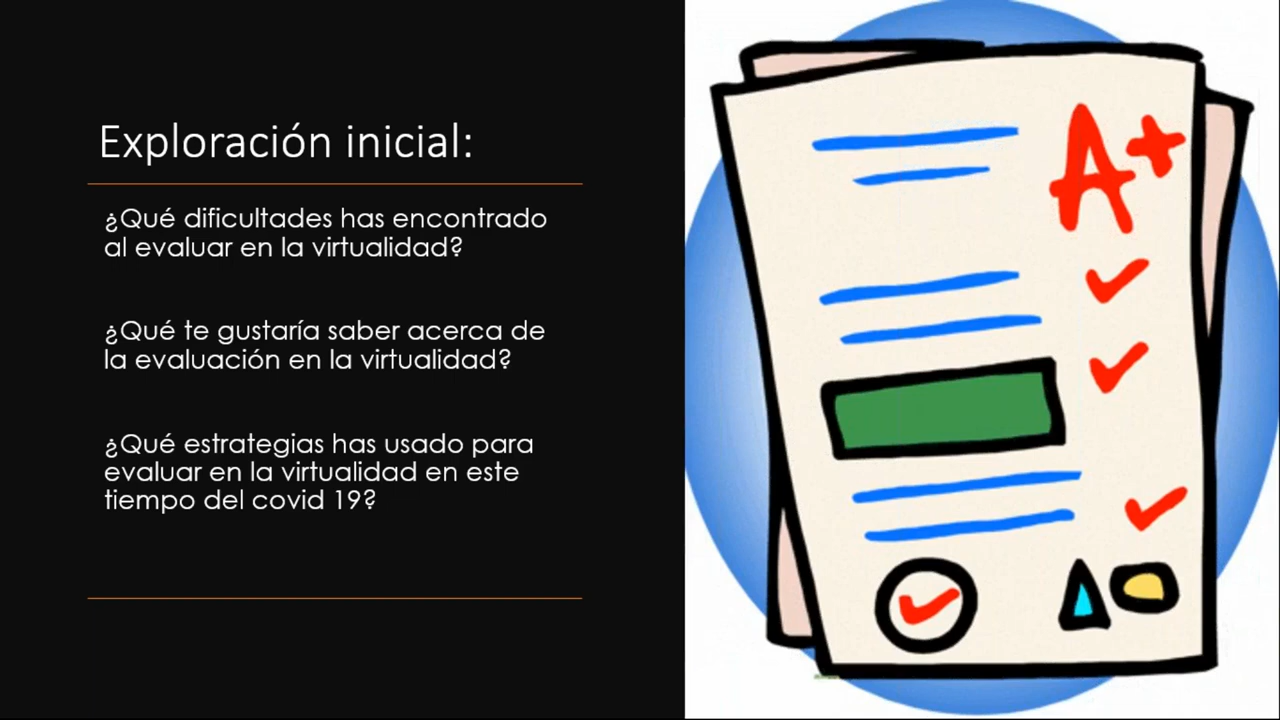 Exploración inicial:
¿Qué dificultades has encontrado
al evaluar en la virtualidad?
¿Qué te gustaría saber acerca de
la evaluación en la virtualidad?
¿Qué estrategias has usado para
evaluar en la virtualidad en este
tiempo del covid 19?
A+